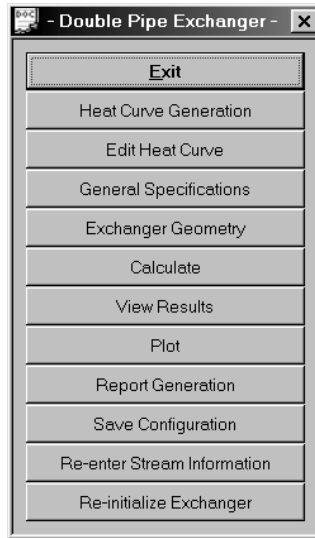 - Double Pipe Exchanger -
Exit
Heat Curve Generation
Edit Heat Curve
General Specifications
Exchanger Geometry
Calculate
View Results
Plot
Report Generation
Save Configuration
Re-enter Stream Information
Re-initialize Exchanger